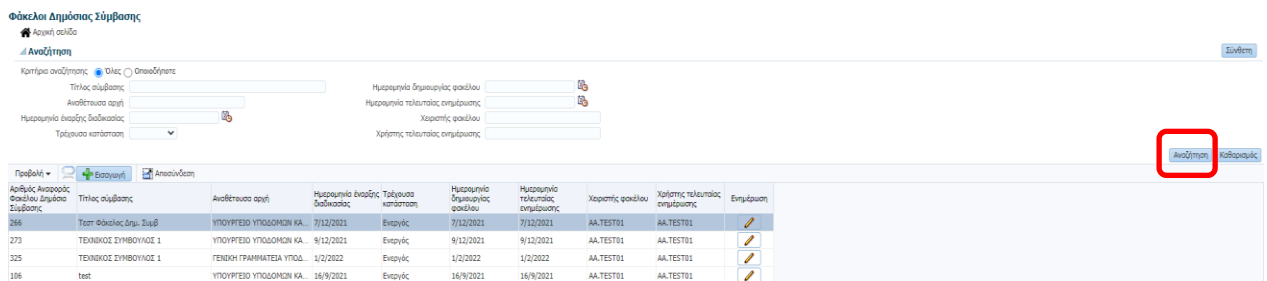 Φάκελοι Δημόσιας Σύμβασης
Αρχική σελίδα
Αναζήτηση Σύνθετη
Κριτήρια αναζήτησης Όλες Οποιοδήποτε
Τίτλος σύμβασης Ημερομηνία δημιουργίας φακέλου
Αναθέτουσα αρχή Ημερομηνία τελευταίας ενημέρωσης
Ημερομηνία έναρξης διαδικασίας Χειριστής φακέλου
Τρέχουσα κατάσταση Χρήστης τελευταίας ενημέρωσης
Αναζήτηση Καθαρισμός
Προβολή Εισαγωγή Αποσύνδεση
Αριθμός Αναφοράς Φακέλου Δημόσιο Σύμβασης Τίτλος σύμβασης Αναθέτουσα αρχή Ημερομηνία έναρξης διαδικασίας Τρέχουσα κατάσταση Ημερομηνία δημιουργίας φακέλου Ημερομηνία τελευταίας ενημέρωσης Χειριστής φακέλου Χρήστης τελευταίας ενημέρωσης Ενημέρωση
266 Τεστ Φάκελος Δημ. Συμβ ΥΠΟΥΡΓΕΙΟ ΥΠΟΔΟΜΩΝ ΚΑ... 7/12/2021 Ενεργός 7/12/2021 7/12/2021 AA.TEST01 AA.TEST01
273 ΤΕΧΝΙΚΟΣ ΣΥΜΒΟΥΛΟΣ 1 ΥΠΟΥΡΓΕΙΟ ΥΠΟΔΟΜΩΝ ΚΑ... 9/12/2021 Ενεργός 9/12/2021 9/12/2021 AA.TEST01 AA.TEST01
325 ΤΕΧΝΙΚΟΣ ΣΥΜΒΟΥΛΟΣ 1 ΓΕΝΙΚΗ ΓΡΑΜΜΑΤΕΙΑ ΥΠΟΔ... 1/2/2022 Ενεργός 1/2/2022 1/2/2022 AA.TEST01 AA.TEST01
106 test ΥΠΟΥΡΓΕΙΟ ΥΠΟΔΟΜΩΝ ΚΑ... 16/9/2021 Ενεργός 16/9/2021 16/9/2021 AA.TEST01 AA.TEST01